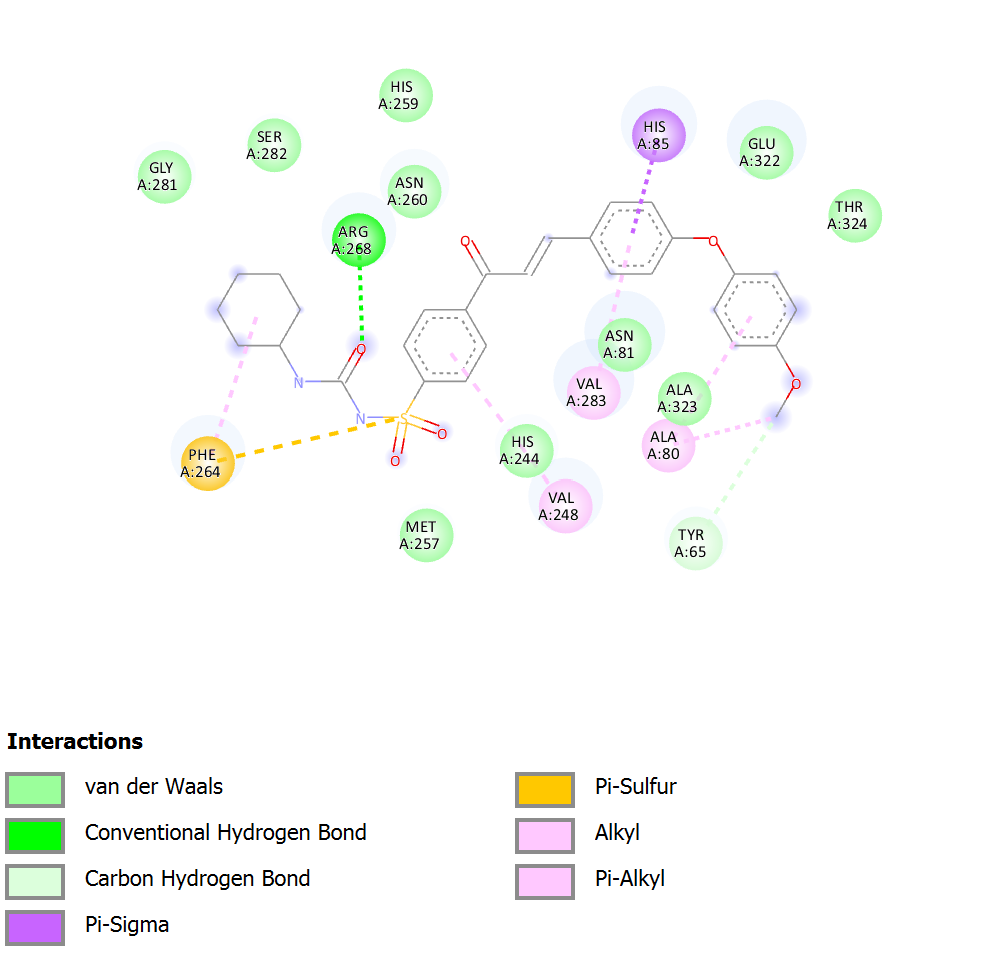 HIS
A:259
HIS
A:85
SER
A:282
GLU
A:322
GLY
A:281
ASN
A:260
THR
A:324
ARG
A:268
O
O
O
ASN
A:81
N
VAL
A:283
O
ALA
A:323
N
S
O
O
ALA
A:80
HIS
A:244
PHE
A:264
VAL
A:248
MET
A:257
TYR
A:65
Interactions
van der Waals
Conventional Hydrogen Bond
Carbon Hydrogen Bond
Pi-Sigma
Pi-Sulfur
Alkyl
Pi-Alkyl